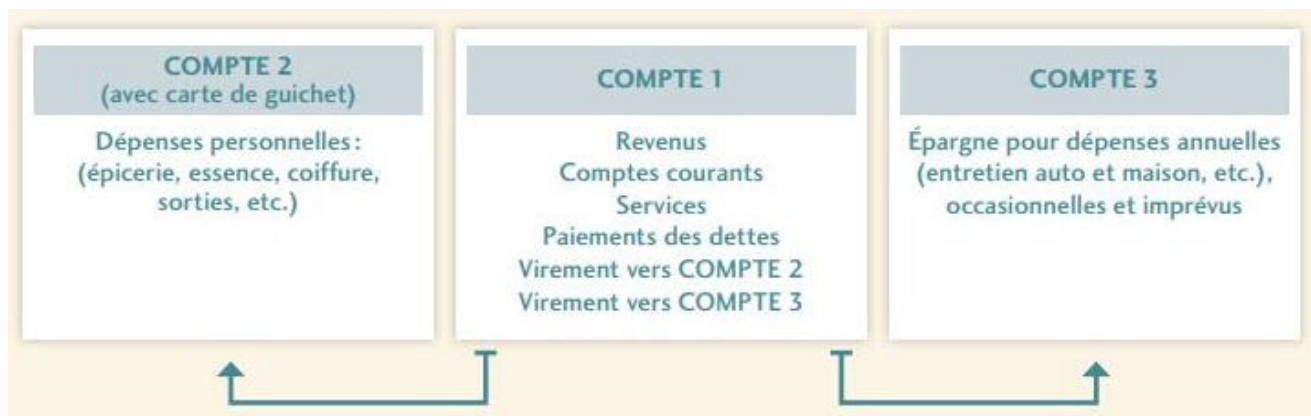 COMPTE 2
(avec carte de guichet)
Dépenses personnelles :
(épicerie, essence, coiffure,
sorties, etc.)
COMPTE 1
Revenus
Comptes courants
Services
Paiements des dettes
Virement vers COMPTE 2
Virement vers COMPTE 3
COMPTE 3
Épargne pour dépenses annuelles
(entretien auto et maison, etc.),
occasionnelles et imprévus